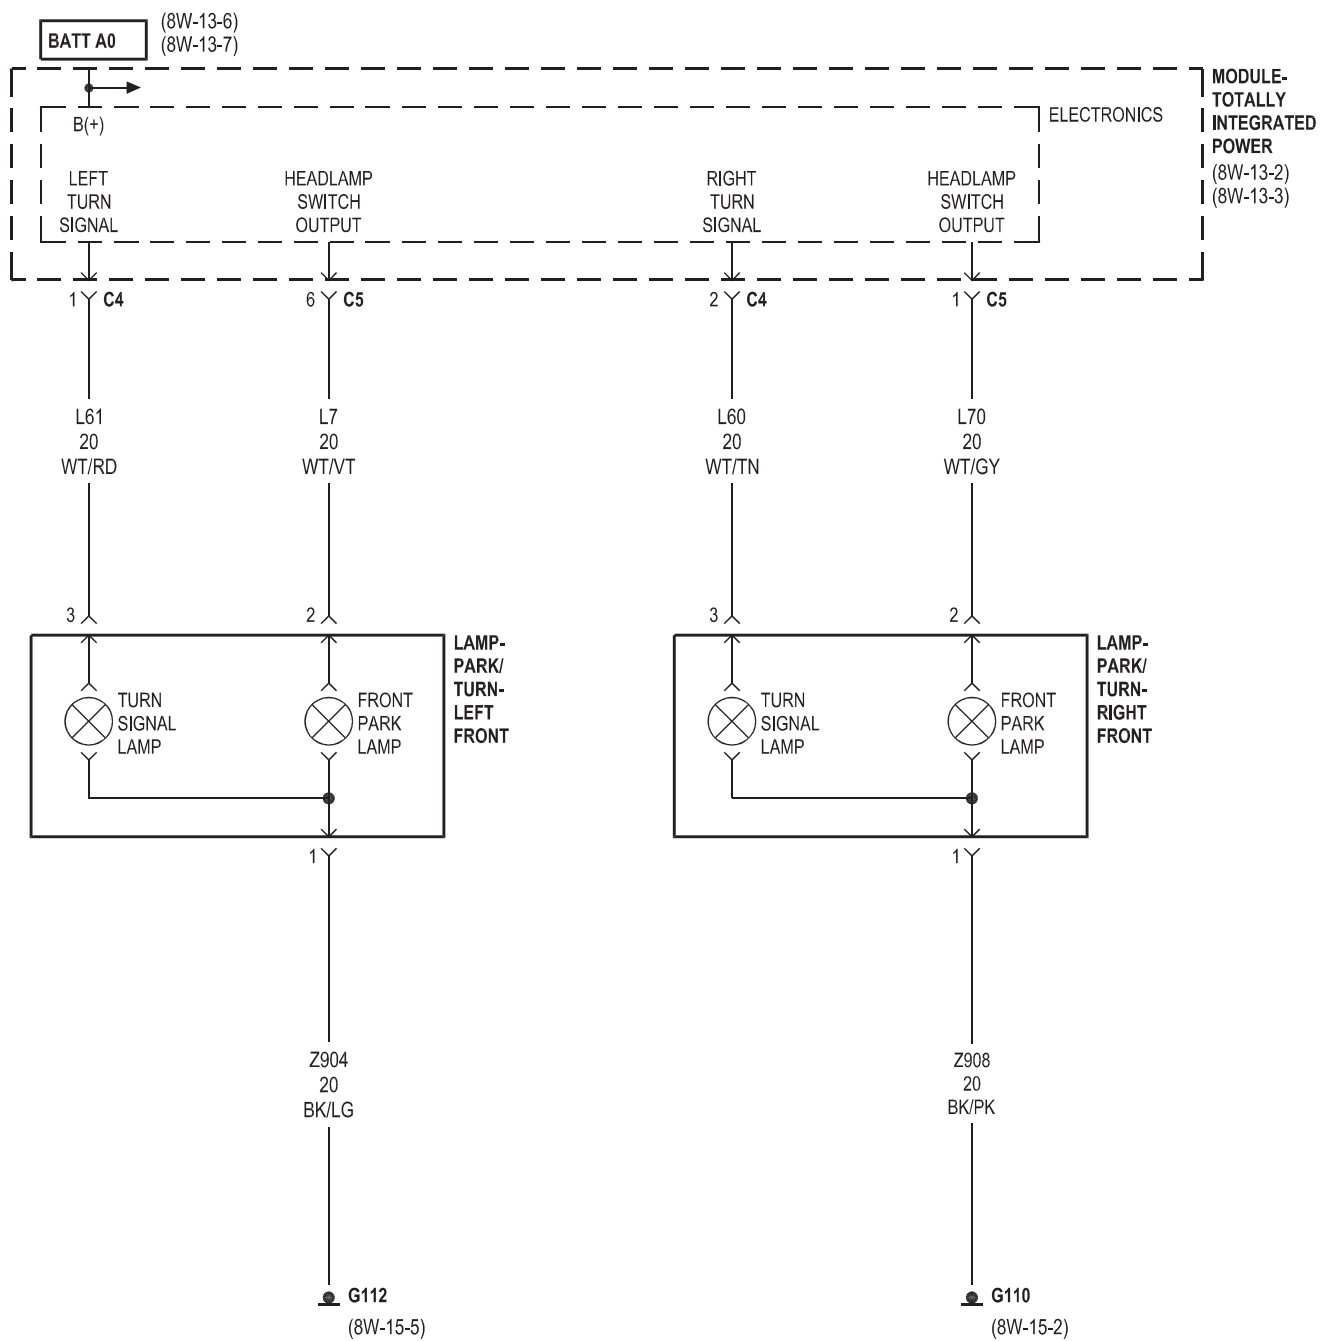 BATT A0
(8W-13-6)
(8W-13-7)
MODULE-
TOTALLY
INTEGRATED
POWER
(8W-13-2)
(8W-13-3)
ELECTRONICS
B(+)
LEFT
TURN
SIGNAL
HEADLAMP
SWITCH
OUTPUT
RIGHT
TURN
SIGNAL
HEADLAMP
SWITCH
OUTPUT
1 C4
6 C5
2 C4
1 C5
L61
20
WT/RD
L7
20
WT/VT
L60
20
WT/TN
L70
20
WT/GY
3
2
3
2
TURN
SIGNAL
LAMP
FRONT
PARK
LAMP
LAMP-
PARK/
TURN-
LEFT
FRONT
TURN
SIGNAL
LAMP
FRONT
PARK
LAMP
LAMP-
PARK/
TURN-
RIGHT
FRONT
1
1
Z904
20
BK/LG
Z908
20
BK/PK
G112
(8W-15-5)
G110
(8W-15-2)